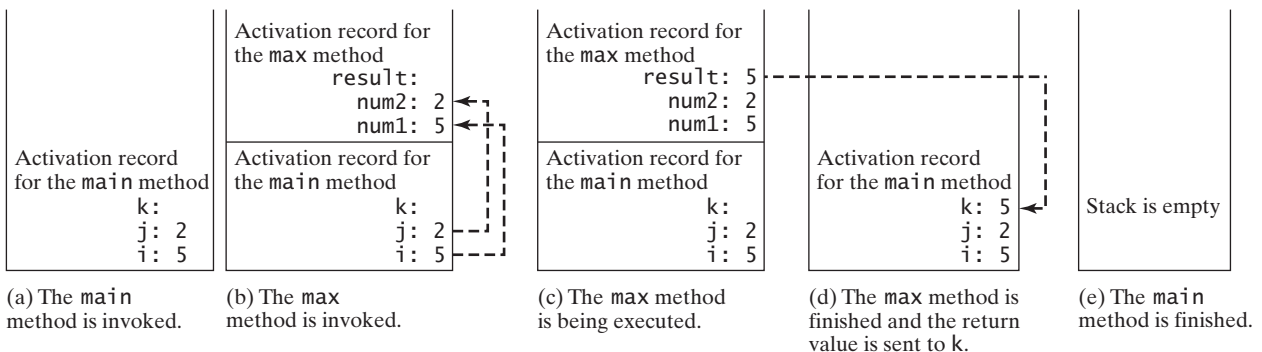 Activation record
for the main method
k:
j: 2
i: 5
(a) The main
method is invoked.
Activation record for
the max method
result:
num2: 2
num1: 5
Activation record for
the main method
k:
j: 2
i: 5
(b) The max
method is invoked.
Activation record for
the max method
result: 5
num2: 2
num1: 5
Activation record for
the main method
k:
j: 2
i: 5
(c) The max method
is being executed.
Activation record
for the main method
k: 5
j: 2
i: 5
(d) The max method is
finished and the return
value is sent to k.
Stack is empty
(e) The main
method is finished.